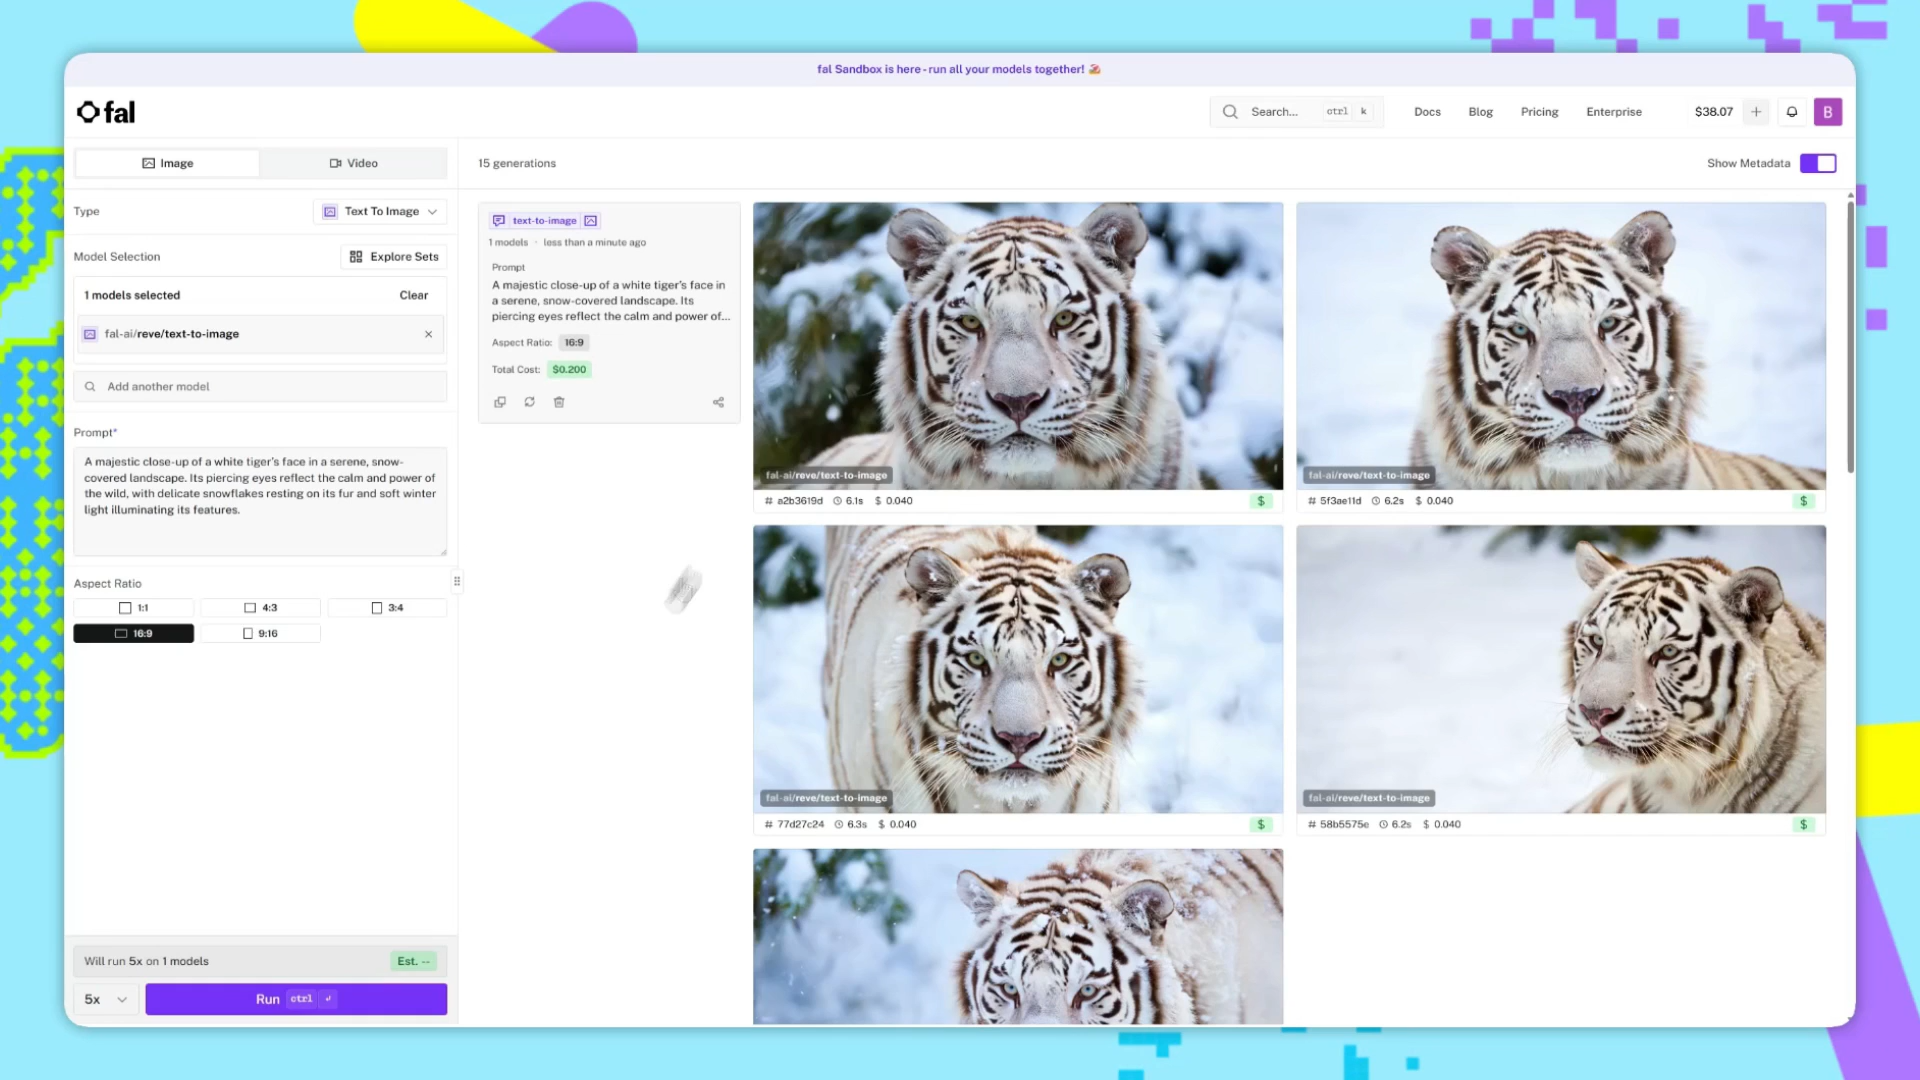 fal Sandbox is here - run all your models together! 🏖️
fal
Search... ctrl k
Docs
Blog
Pricing
Enterprise
$38.07
B
Image
Video
15 generations
Show Metadata
Type
Text To Image
Model Selection
Explore Sets
1 models selected
Clear
fal-ai/reve/text-to-image
Add another model
Prompt*
A majestic close-up of a white tiger's face in a serene, snow-
covered landscape. Its piercing eyes reflect the calm and power of
the wild, with delicate snowflakes resting on its fur and soft winter
light illuminating its features.
Aspect Ratio
1:1
4:3
3:4
16:9
9:16
Will run 5x on 1 models
Est. --
5x
Run ctrl ↵
text-to-image
1 models · less than a minute ago
Prompt
A majestic close-up of a white tiger's face in
a serene, snow-covered landscape. Its
piercing eyes reflect the calm and power of...
Aspect Ratio: 16:9
Total Cost: $0.200
fal-ai/reve/text-to-image
# a2b3619d 6.1s $ 0.040
$
fal-ai/reve/text-to-image
# 5f3ae11d 6.2s $ 0.040
$
fal-ai/reve/text-to-image
# 77d27c24 6.3s $ 0.040
$
fal-ai/reve/text-to-image
# 58b5575e 6.2s $ 0.040
$